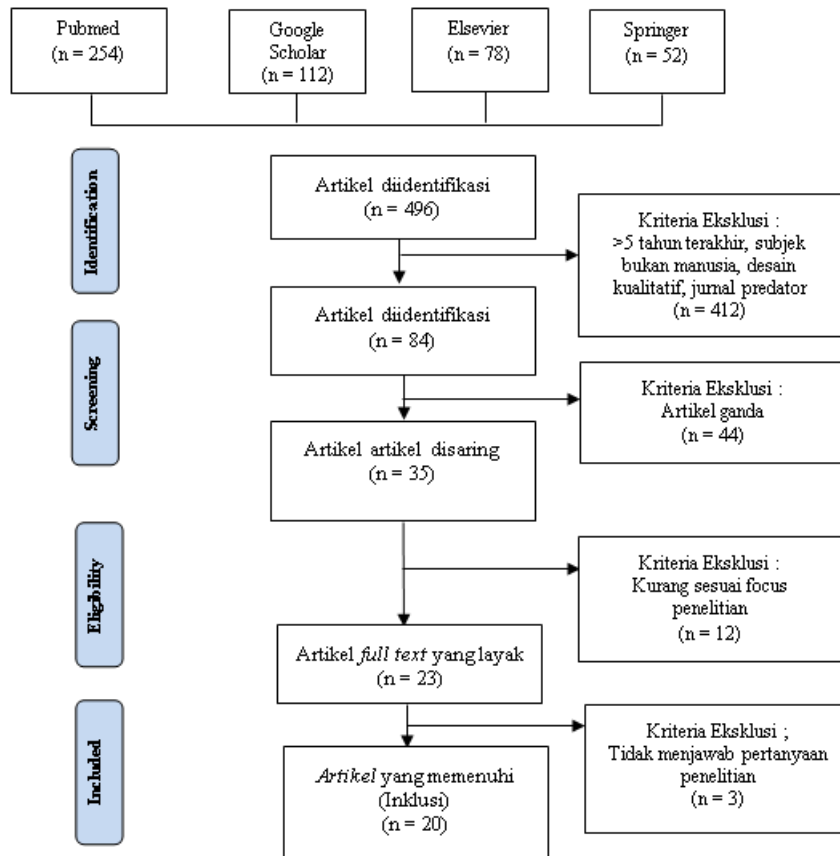 Pubmed
(n = 254)
Google
Scholar
(n = 112)
Elsevier
(n = 78)
Springer
(n = 52)
Identification
Artikel diidentifikasi
(n = 496)
Kriteria Eksklusi :
>5 tahun terakhir, subjek
bukan manusia, desain
kualitatif, jurnal predator
(n = 412)
Artikel diidentifikasi
(n = 84)
Screening
Kriteria Eksklusi :
Artikel ganda
(n = 44)
Artikel artikel disaring
(n = 35)
Eligibility
Kriteria Eksklusi :
Kurang sesuai focus
penelitian
(n = 12)
Artikel full text yang layak
(n = 23)
Included
Kriteria Eksklusi ;
Tidak menjawab pertanyaan
penelitian
(n = 3)
Artikel yang memenuhi
(Inklusi)
(n = 20)